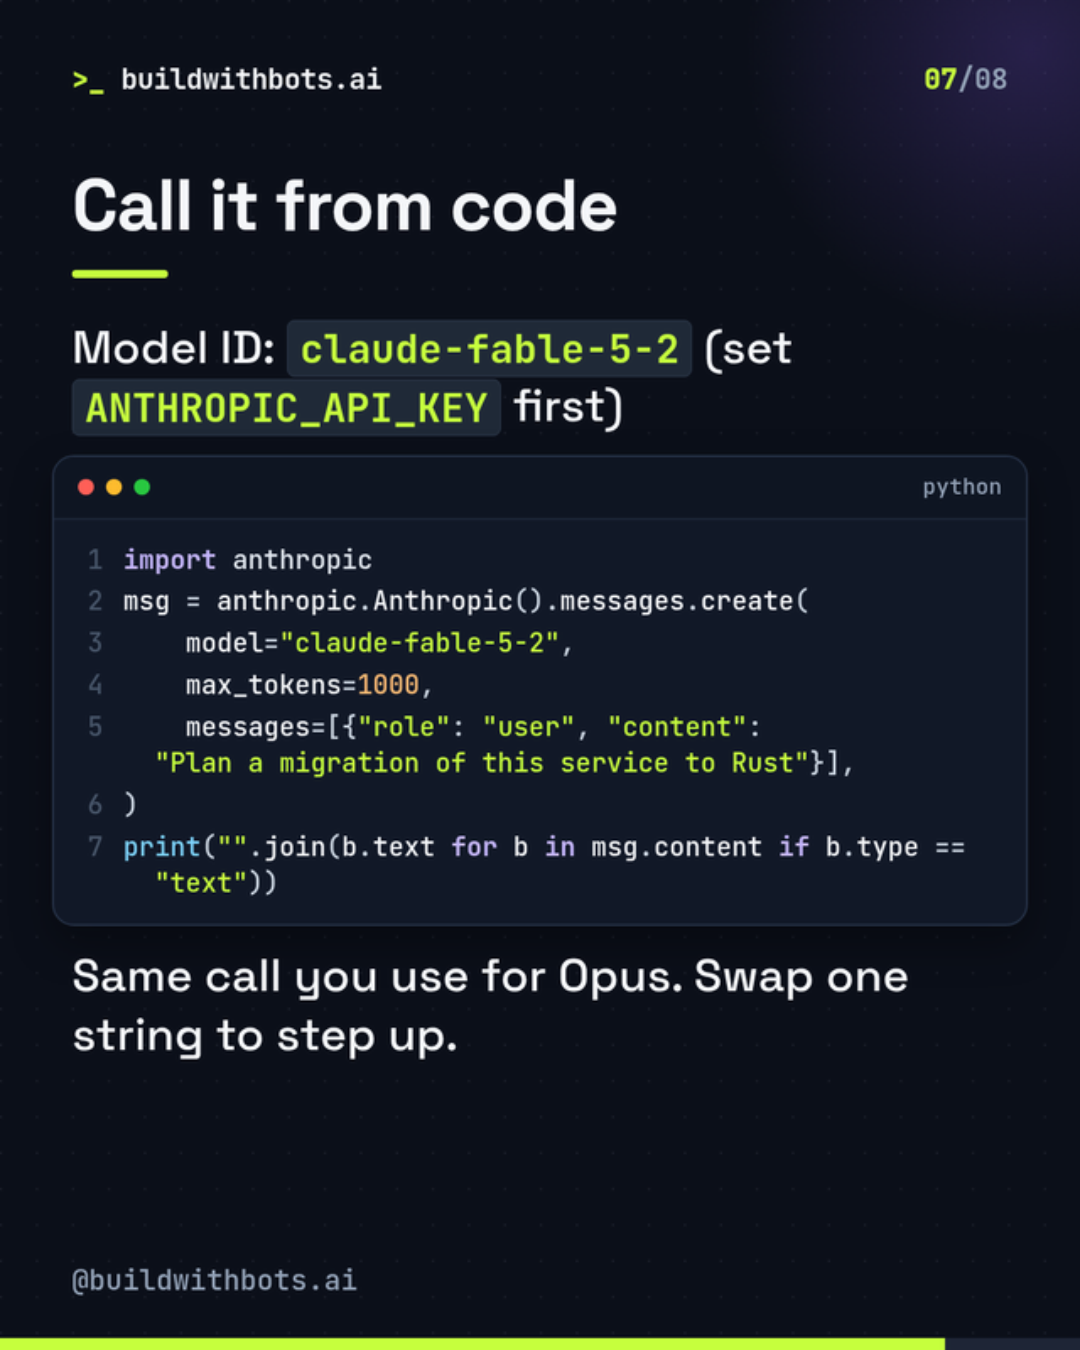 >_ buildwithbots.ai
07/08
Call it from code
Model ID: claude-fable-5-2 (set
ANTHROPIC_API_KEY first)
python
1 import anthropic
2 msg = anthropic.Anthropic().messages.create(
3     model="claude-fable-5-2",
4     max_tokens=1000,
5     messages=[{"role": "user", "content":
"Plan a migration of this service to Rust"}],
6 )
7 print("".join(b.text for b in msg.content if b.type ==
"text"))
Same call you use for Opus. Swap one
string to step up.
@buildwithbots.ai